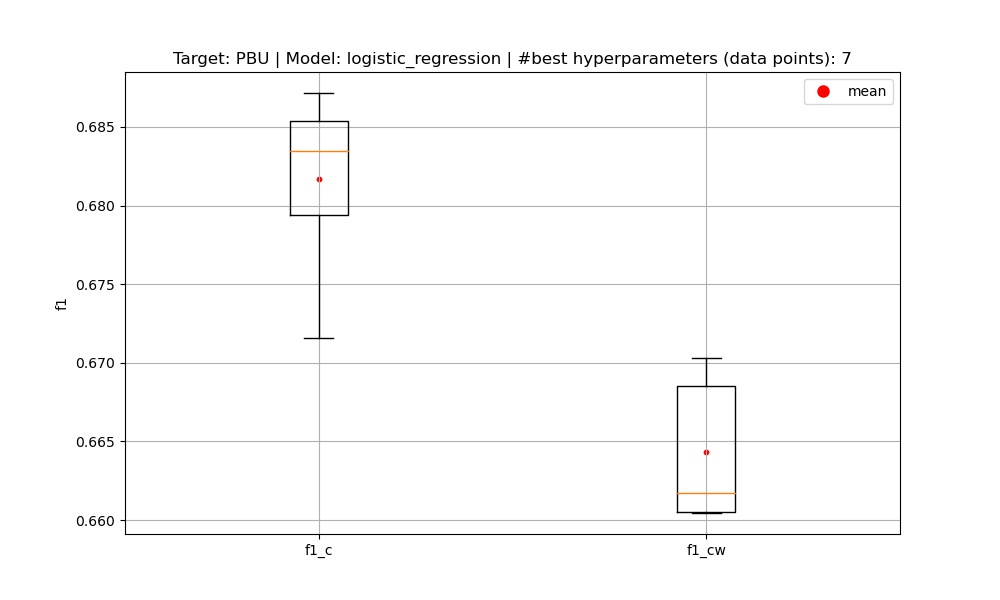 Target: PBU | Model: logistic_regression | #best hyperparameters (data points): 7
mean
0.685
0.680
0.675
0.670
0.665
0.660
f1
f1_c
f1_cw